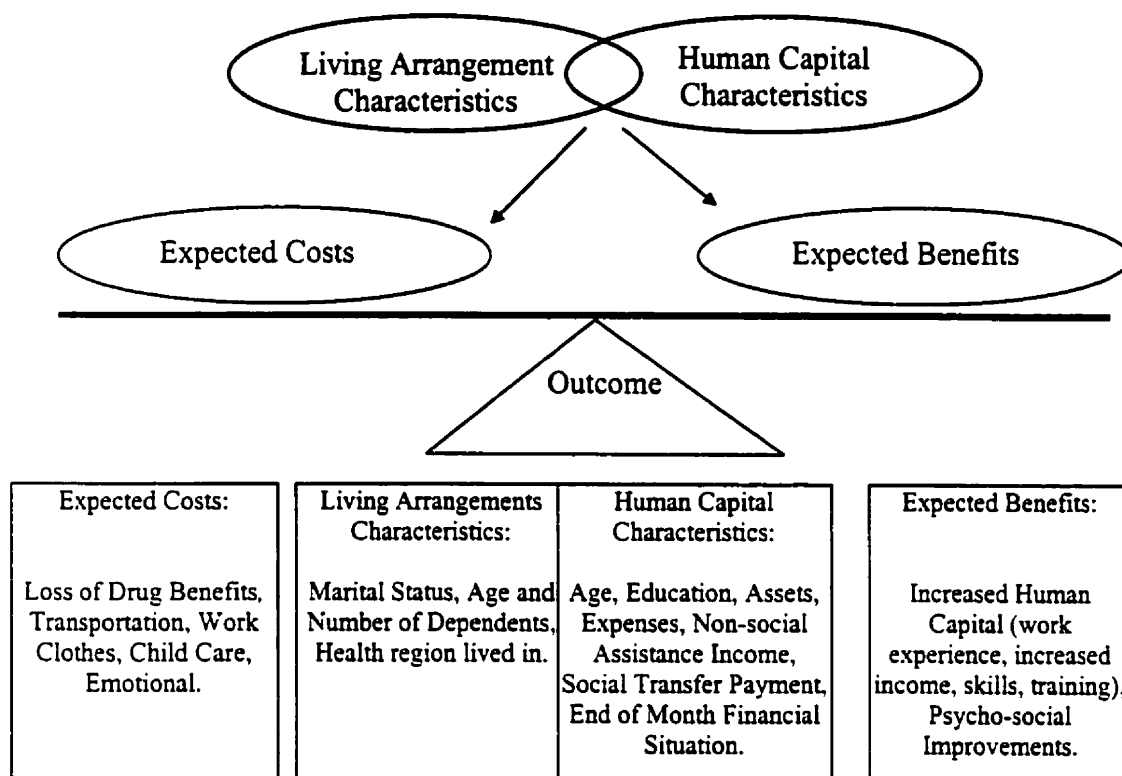 Living Arrangement
Characteristics
Human Capital
Characteristics
Expected Costs
Expected Benefits
Outcome
Expected Costs:
Loss of Drug Benefits,
Transportation, Work
Clothes, Child Care,
Emotional.
Living Arrangements
Characteristics:
Marital Status, Age and
Number of Dependents,
Health region lived in.
Human Capital
Characteristics:
Age, Education, Assets,
Expenses, Non-social
Assistance Income,
Social Transfer Payment,
End of Month Financial
Situation.
Expected Benefits:
Increased Human
Capital (work
experience, increased
income, skills, training),
Psycho-social
Improvements.